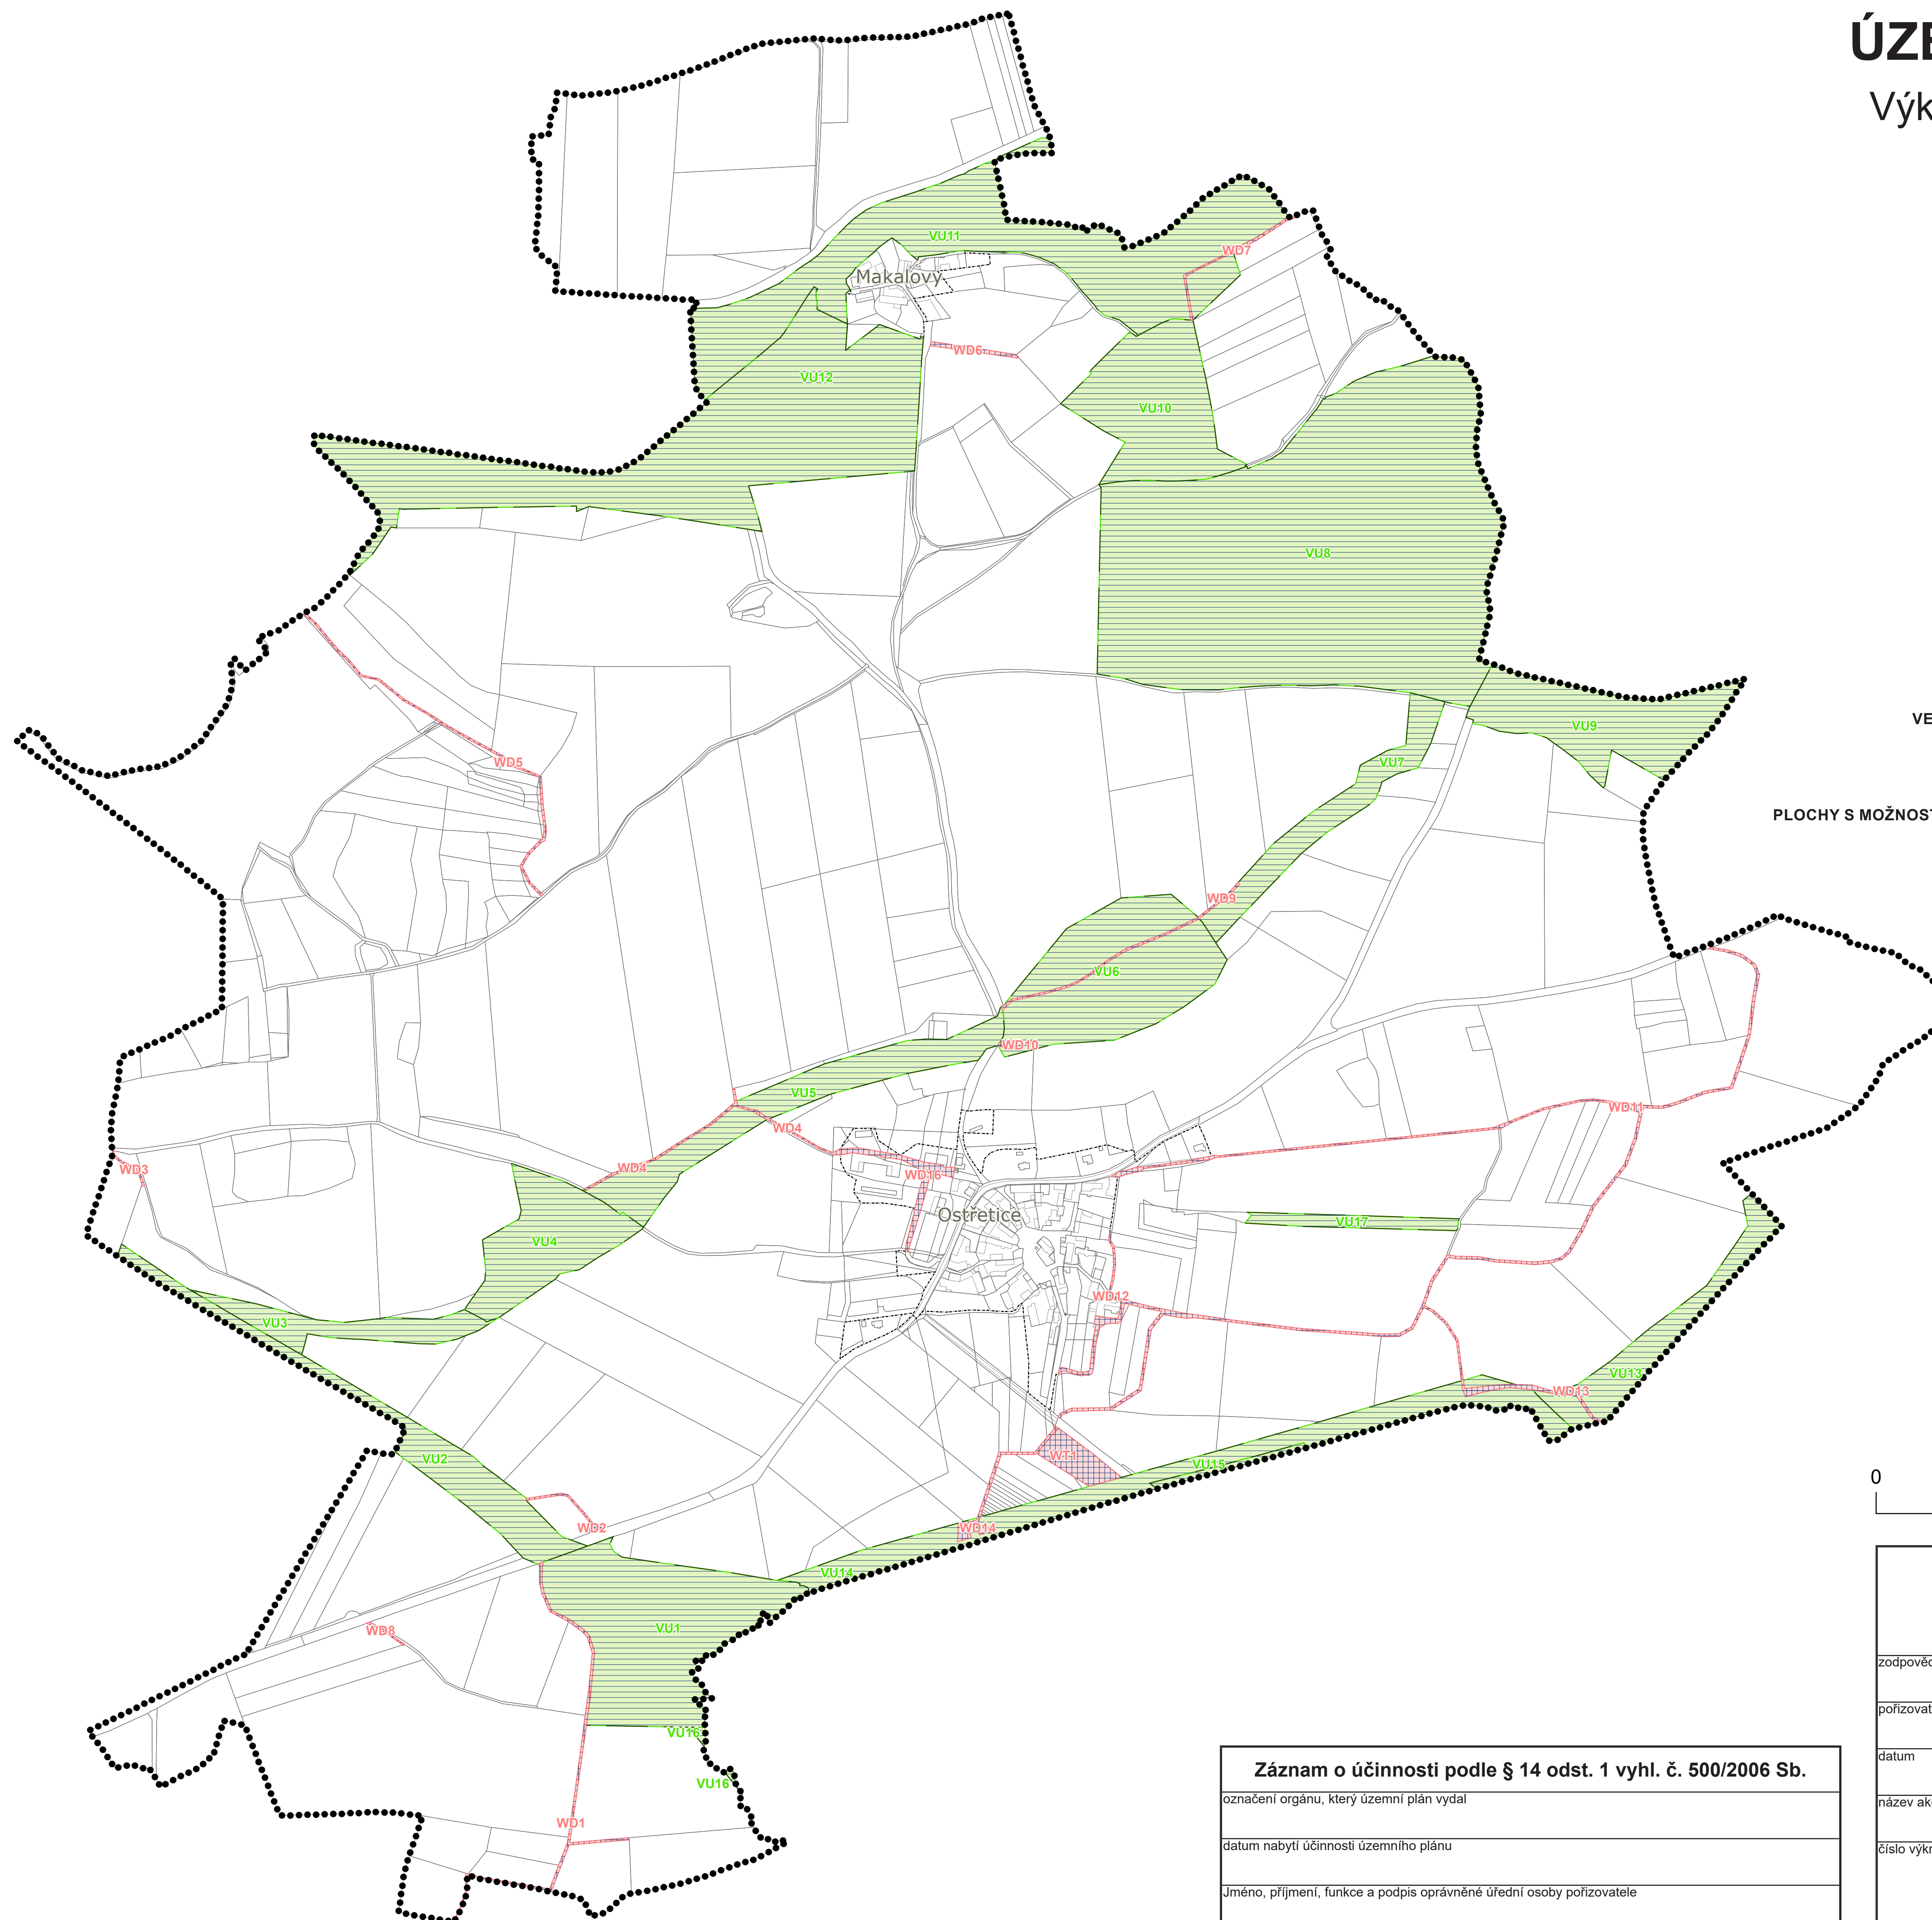 ÚZE
Výk
VU11
Makalovy
WD7
WD6
VU12
VU10
VU8
VE
VU9
WD5
VU7
PLOCHY S MOŽNOST
WD9
VU6
WD10
VU5
WD11
WD4
WD3
WD4
WD16
Ostřetice
VU17
VU4
WD12
VU3
VU13
WD13
VU2
WT1
VU15
0
WD2
WD14
VU14
VU1
WD8
VU16
VU16
WD1
Záznam o účinnosti podle § 14 odst. 1 vyhl. č. 500/2006 Sb.
označení orgánu, který územní plán vydal
datum nabytí účinnosti územního plánu
Jméno, příjmení, funkce a podpis oprávněné úřední osoby pořizovatele
zodpověd
pořizovat
datum
název ak
číslo výkr